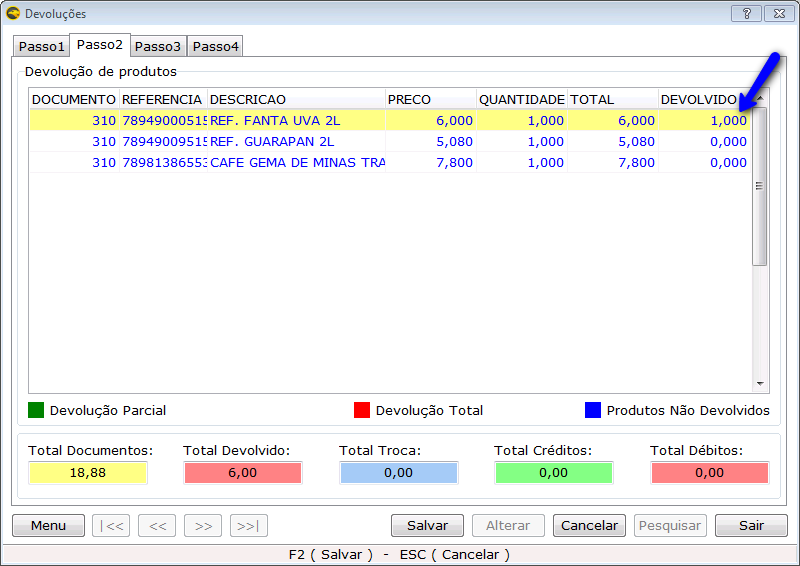 Devoluções
Passo1 Passo2 Passo3 Passo4
Devolução de produtos
DOCUMENTO REFERENCIA DESCRICAO PRECO QUANTIDADE TOTAL DEVOLVIDO
310 78949000515 REF. FANTA UVA 2L 6,000 1,000 6,000 1,000
310 78949009515 REF. GUARAPAN 2L 5,080 1,000 5,080 0,000
310 78981386553 CAFE GEMA DE MINAS TRA 7,800 1,000 7,800 0,000
Devolução Parcial Devolução Total Produtos Não Devolvidos
Total Documentos: Total Devolvido: Total Troca: Total Créditos: Total Débitos:
18,88 6,00 0,00 0,00 0,00
Menu |<< << >> >>| Salvar Alterar Cancelar Pesquisar Sair
F2 ( Salvar ) - ESC ( Cancelar )